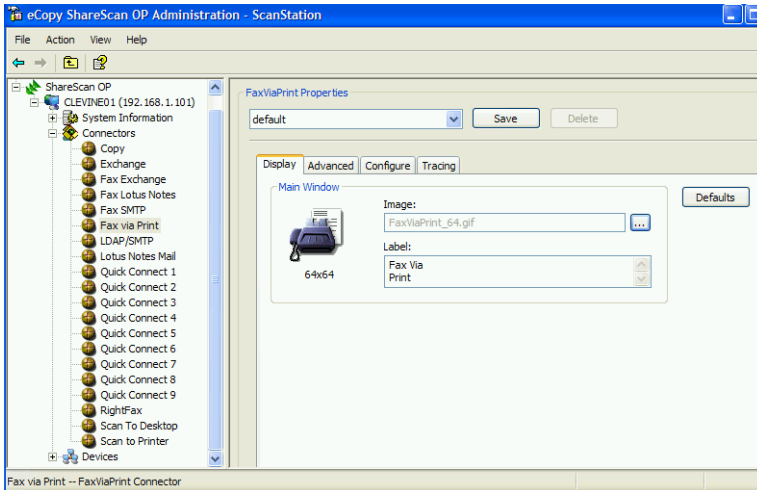 eCopy ShareScan OP Administration - ScanStation
File Action View Help
ShareScan OP
CLEVINE01 (192.168.1.101)
System Information
Connectors
Copy
Exchange
Fax Exchange
Fax Lotus Notes
Fax SMTP
Fax via Print
LDAP/SMTP
Lotus Notes Mail
Quick Connect 1
Quick Connect 2
Quick Connect 3
Quick Connect 4
Quick Connect 5
Quick Connect 6
Quick Connect 7
Quick Connect 8
Quick Connect 9
RightFax
Scan To Desktop
Scan to Printer
Devices
FaxViaPrint Properties
default Save Delete
Display Advanced Configure Tracing
Main Window
Defaults
Image:
FaxViaPrint_64.gif ...
Label:
Fax Via
Print
64x64
Fax via Print -- FaxViaPrint Connector